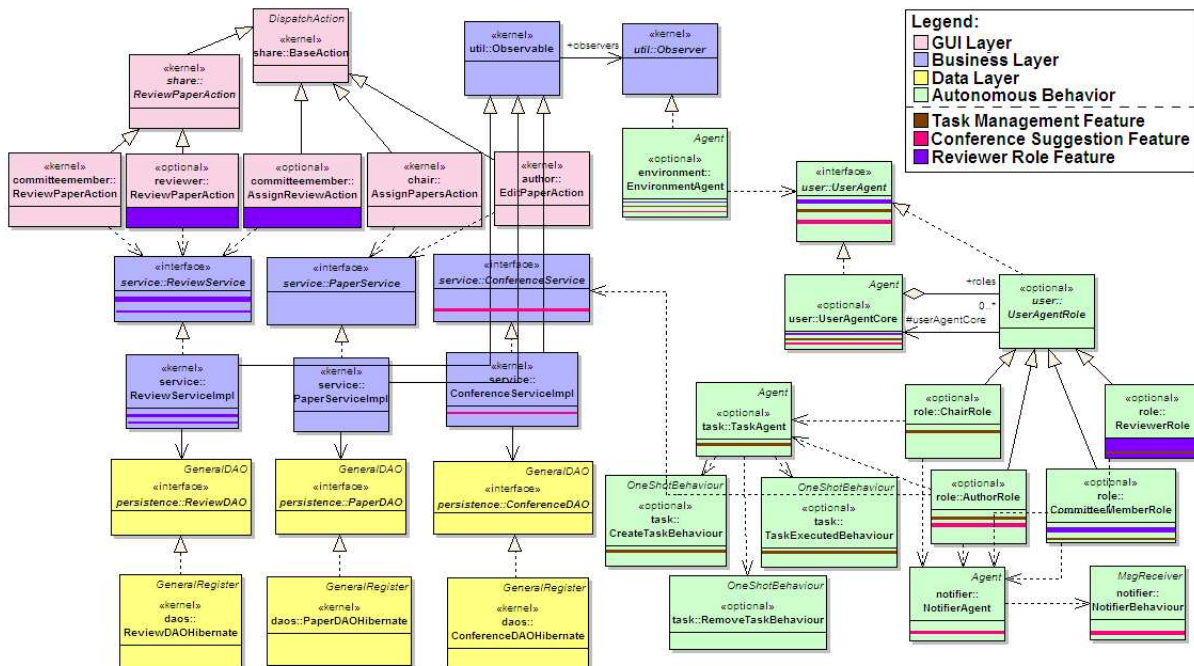 DispatchAction
«kernel»
share::BaseAction
«kernel»
share::
ReviewPaperAction
«kernel»
committeemember::
ReviewPaperAction
«optional»
reviewer::
ReviewPaperAction
«optional»
committeemember::
AssignReviewAction
«kernel»
chair::
AssignPapersAction
«kernel»
author::
EditPaperAction
«kernel»
util::Observable
+observers
«kernel»
util::Observer
Legend:
GUI Layer
Business Layer
Data Layer
Autonomous Behavior
Task Management Feature
Conference Suggestion Feature
Reviewer Role Feature
Agent
«optional»
environment::
EnvironmentAgent
«interface»
user::UserAgent
«interface»
service::ReviewService
«interface»
service::PaperService
«interface»
service::ConferenceService
Agent
«optional»
user::UserAgentCore
+roles
0..*
#userAgentCore
«optional»
user::
UserAgentRole
«kernel»
service::
ReviewServiceImpl
«kernel»
service::
PaperServiceImpl
«kernel»
service::
ConferenceServiceImpl
Agent
«optional»
task::TaskAgent
«optional»
role::ChairRole
«optional»
role::
ReviewerRole
GeneralDAO
«interface»
persistence::ReviewDAO
GeneralDAO
«interface»
persistence::PaperDAO
GeneralDAO
«interface»
persistence::ConferenceDAO
OneShotBehaviour
«optional»
task::
CreateTaskBehaviour
OneShotBehaviour
«optional»
task::
TaskExecutedBehaviour
«optional»
role::AuthorRole
«optional»
role::
CommitteeMemberRole
GeneralRegister
«kernel»
daos::
ReviewDAOHibernate
GeneralRegister
«kernel»
daos::PaperDAOHibernate
GeneralRegister
«kernel»
daos::
ConferenceDAOHibernate
OneShotBehaviour
«optional»
task::RemoveTaskBehaviour
Agent
notifier::
NotifierAgent
MsgReceiver
notifier::
NotifierBehaviour